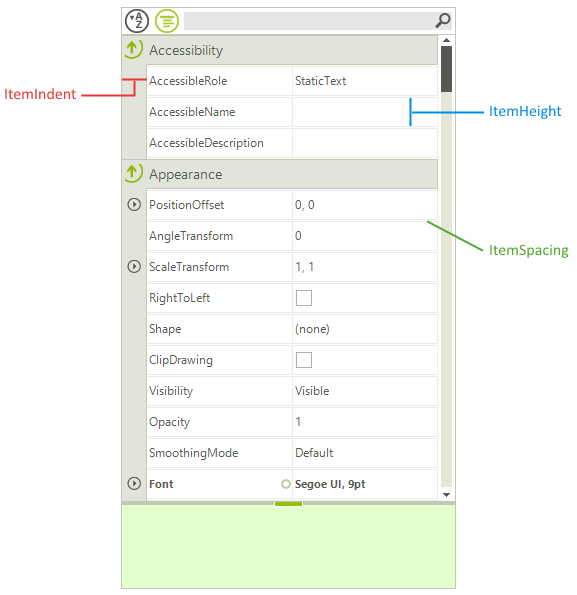 A
Z
Accessibility
AccessibleRole StaticText
ItemIndent
AccessibleName
ItemHeight
AccessibleDescription
Appearance
PositionOffset 0, 0
AngleTransform 0
ItemSpacing
ScaleTransform 1, 1
RightToLeft
Shape (none)
ClipDrawing
Visibility Visible
Opacity 1
SmoothingMode Default
Font Segoe UI, 9pt